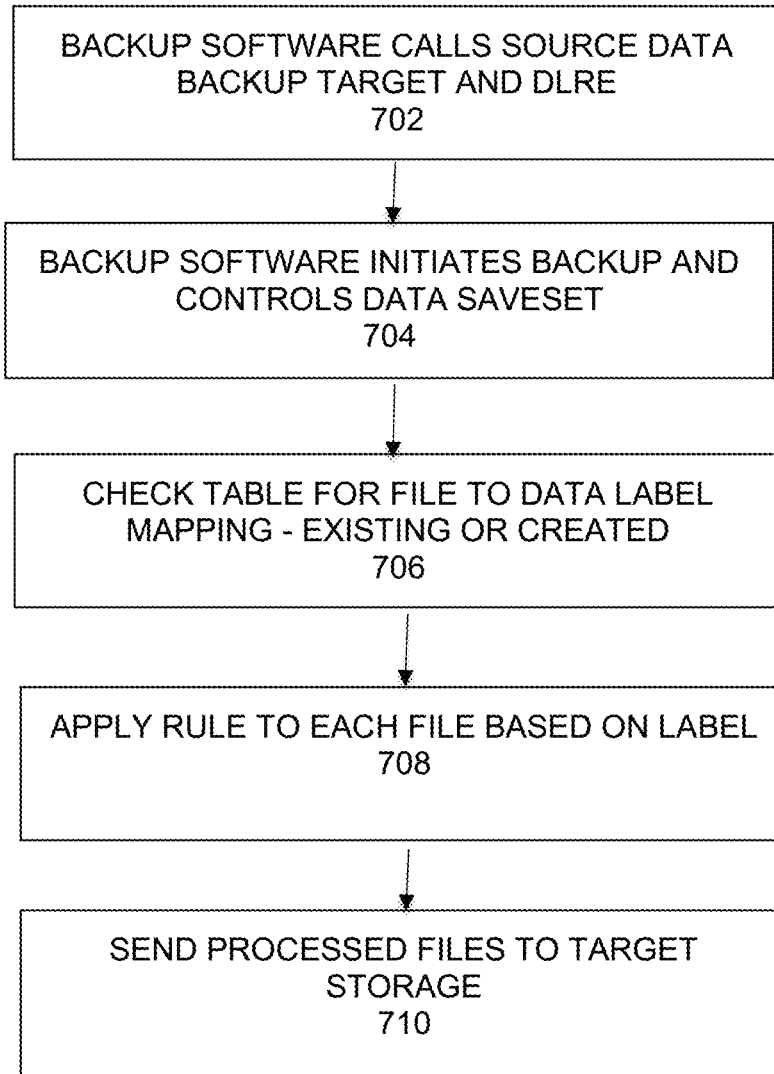 BACKUP SOFTWARE CALLS SOURCE DATA
BACKUP TARGET AND DLRE
702
BACKUP SOFTWARE INITIATES BACKUP AND
CONTROLS DATA SAVESET
704
CHECK TABLE FOR FILE TO DATA LABEL
MAPPING - EXISTING OR CREATED
706
APPLY RULE TO EACH FILE BASED ON LABEL
708
SEND PROCESSED FILES TO TARGET
STORAGE
710